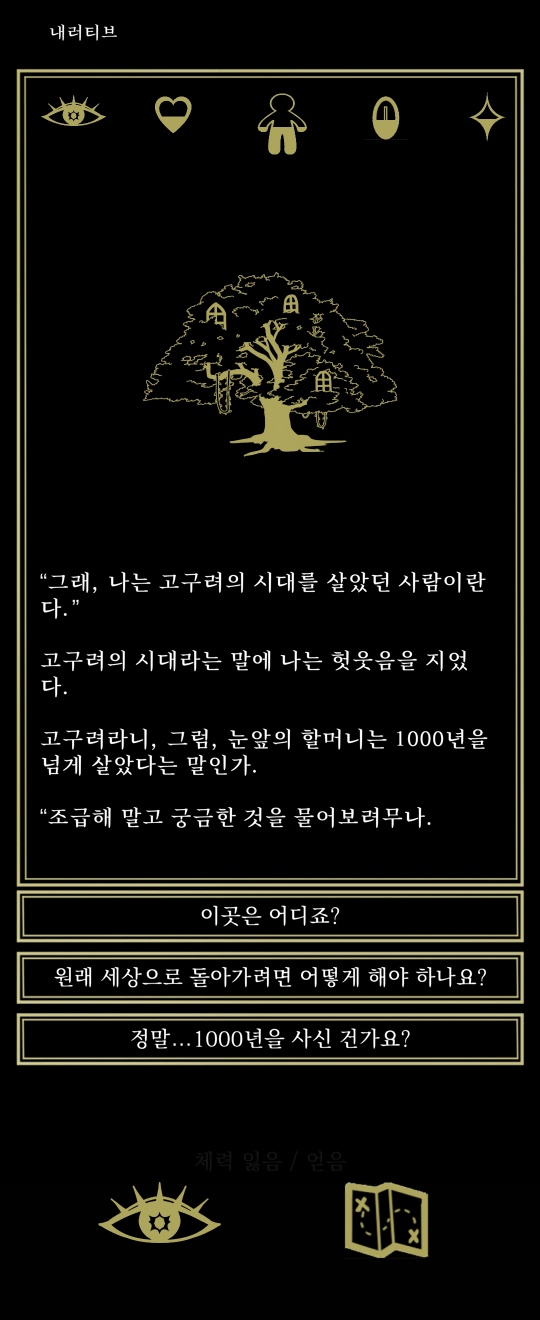 내러티브
“그래, 나는 고구려의 시대를 살았던 사람이란
다.”
고구려의 시대라는 말에 나는 헛웃음을 지었
다.
고구려라니, 그럼, 눈앞의 할머니는 1000년을
넘게 살았다는 말인가.
“조급해 말고 궁금한 것을 물어보려무나.
이곳은 어디죠?
원래 세상으로 돌아가려면 어떻게 해야 하나요?
정말...1000년을 사신 건가요?
체력 잃음 / 얻음